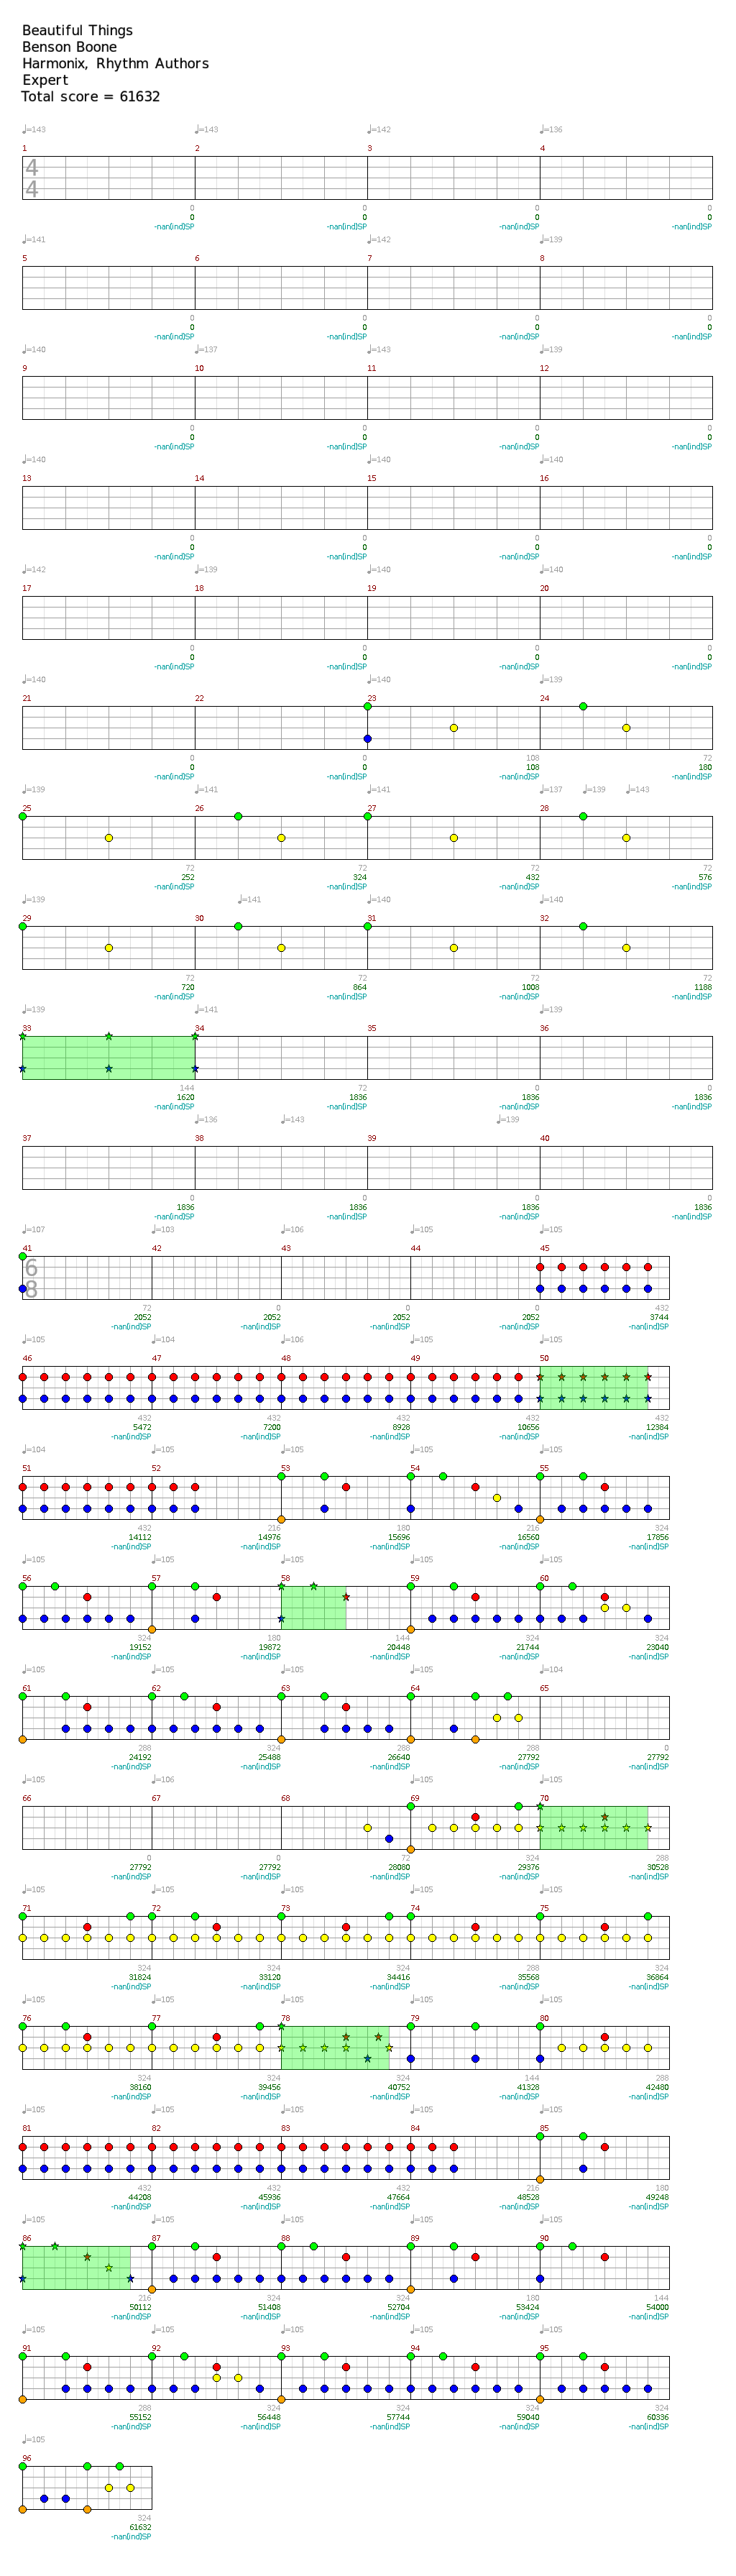 Beautiful Things
Benson Boone
Harmonix, Rhythm Authors
Expert
Total score = 61632
♩=143 ♩=143 ♩=142 ♩=136
1 2 3 4
4
4
0 0 0 0
0 0 0 0
-nan(ind)SP -nan(ind)SP -nan(ind)SP -nan(ind)SP
♩=141 ♩=142 ♩=139
5 6 7 8
0 0 0 0
0 0 0 0
-nan(ind)SP -nan(ind)SP -nan(ind)SP -nan(ind)SP
♩=140 ♩=137 ♩=143 ♩=139
9 10 11 12
0 0 0 0
0 0 0 0
-nan(ind)SP -nan(ind)SP -nan(ind)SP -nan(ind)SP
♩=140 ♩=140 ♩=140
13 14 15 16
0 0 0 0
0 0 0 0
-nan(ind)SP -nan(ind)SP -nan(ind)SP -nan(ind)SP
♩=142 ♩=139 ♩=140 ♩=140
17 18 19 20
0 0 0 0
0 0 0 0
-nan(ind)SP -nan(ind)SP -nan(ind)SP -nan(ind)SP
♩=140 ♩=140 ♩=139
21 22 23 24
0 0 108 72
0 0 108 180
-nan(ind)SP -nan(ind)SP -nan(ind)SP -nan(ind)SP
♩=139 ♩=141 ♩=141 ♩=137 ♩=139 ♩=143
25 26 27 28
72 72 72 72
252 324 432 576
-nan(ind)SP -nan(ind)SP -nan(ind)SP -nan(ind)SP
♩=139 ♩=141 ♩=140 ♩=140
29 30 31 32
72 72 72 72
720 864 1008 1188
-nan(ind)SP -nan(ind)SP -nan(ind)SP -nan(ind)SP
♩=139 ♩=141 ♩=139
33 34 35 36
144 72 0 0
1620 1836 1836 1836
-nan(ind)SP -nan(ind)SP -nan(ind)SP -nan(ind)SP
♩=136 ♩=143 ♩=139
37 38 39 40
0 0 0 0
1836 1836 1836 1836
-nan(ind)SP -nan(ind)SP -nan(ind)SP -nan(ind)SP
♩=107 ♩=103 ♩=106 ♩=105 ♩=105
41 42 43 44 45
6
8
72 0 0 0 432
2052 2052 2052 2052 3744
-nan(ind)SP -nan(ind)SP -nan(ind)SP -nan(ind)SP -nan(ind)SP
♩=105 ♩=104 ♩=106 ♩=105 ♩=105
46 47 48 49 50
432 432 432 432 432
5472 7200 8928 10656 12384
-nan(ind)SP -nan(ind)SP -nan(ind)SP -nan(ind)SP -nan(ind)SP
♩=104 ♩=105 ♩=105 ♩=105 ♩=105
51 52 53 54 55
432 216 180 216 324
14112 14976 15696 16560 17856
-nan(ind)SP -nan(ind)SP -nan(ind)SP -nan(ind)SP -nan(ind)SP
♩=105 ♩=105 ♩=105 ♩=105 ♩=105
56 57 58 59 60
324 180 144 324 324
19152 19872 20448 21744 23040
-nan(ind)SP -nan(ind)SP -nan(ind)SP -nan(ind)SP -nan(ind)SP
♩=105 ♩=105 ♩=105 ♩=105 ♩=104
61 62 63 64 65
288 324 288 288 0
24192 25488 26640 27792 27792
-nan(ind)SP -nan(ind)SP -nan(ind)SP -nan(ind)SP -nan(ind)SP
♩=105 ♩=106 ♩=105 ♩=105
66 67 68 69 70
0 0 72 324 288
27792 27792 28080 29376 30528
-nan(ind)SP -nan(ind)SP -nan(ind)SP -nan(ind)SP -nan(ind)SP
♩=105 ♩=105 ♩=105 ♩=105 ♩=105
71 72 73 74 75
324 324 324 288 324
31824 33120 34416 35568 36864
-nan(ind)SP -nan(ind)SP -nan(ind)SP -nan(ind)SP -nan(ind)SP
♩=105 ♩=105 ♩=105 ♩=105 ♩=105
76 77 78 79 80
324 324 324 144 288
38160 39456 40752 41328 42480
-nan(ind)SP -nan(ind)SP -nan(ind)SP -nan(ind)SP -nan(ind)SP
♩=105 ♩=105 ♩=105 ♩=105 ♩=105
81 82 83 84 85
432 432 432 216 180
44208 45936 47664 48528 49248
-nan(ind)SP -nan(ind)SP -nan(ind)SP -nan(ind)SP -nan(ind)SP
♩=105 ♩=105 ♩=105 ♩=105 ♩=105
86 87 88 89 90
216 324 324 180 144
50112 51408 52704 53424 54000
-nan(ind)SP -nan(ind)SP -nan(ind)SP -nan(ind)SP -nan(ind)SP
♩=105 ♩=105 ♩=105 ♩=105 ♩=105
91 92 93 94 95
288 324 324 324 324
55152 56448 57744 59040 60336
-nan(ind)SP -nan(ind)SP -nan(ind)SP -nan(ind)SP -nan(ind)SP
♩=105
96
324
61632
-nan(ind)SP